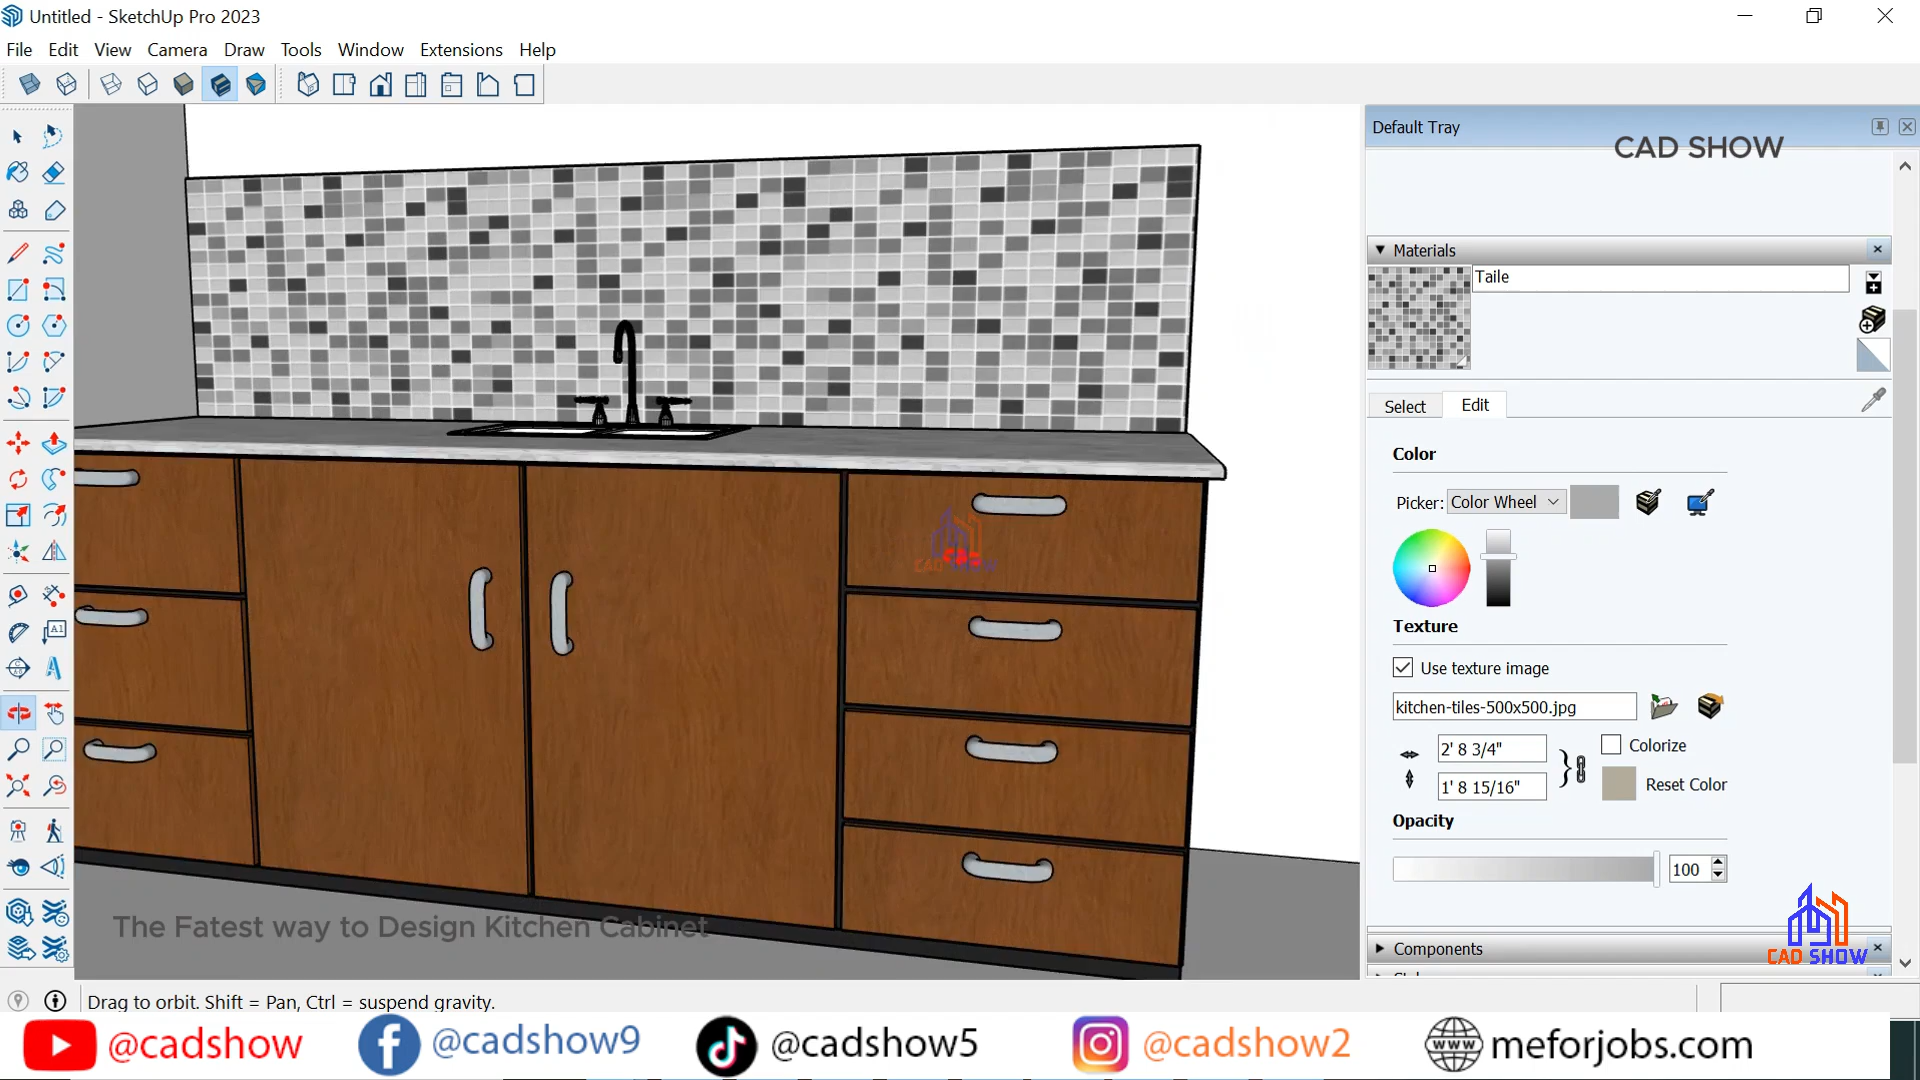 Untitled - SketchUp Pro 2023
File Edit View Camera Draw Tools Window Extensions Help
Default Tray
CAD SHOW
Materials
Taile
Select Edit
Color
Picker: Color Wheel
Texture
Use texture image
kitchen-tiles-500x500.jpg
2' 8 3/4"
Colorize
1' 8 15/16"
Reset Color
Opacity
100
Components
CAD SHOW
CAD SHOW
A1
The Fatest way to Design Kitchen Cabinet
Drag to orbit. Shift = Pan, Ctrl = suspend gravity.
@cadshow @cadshow9 @cadshow5 @cadshow2 www meforjobs.com